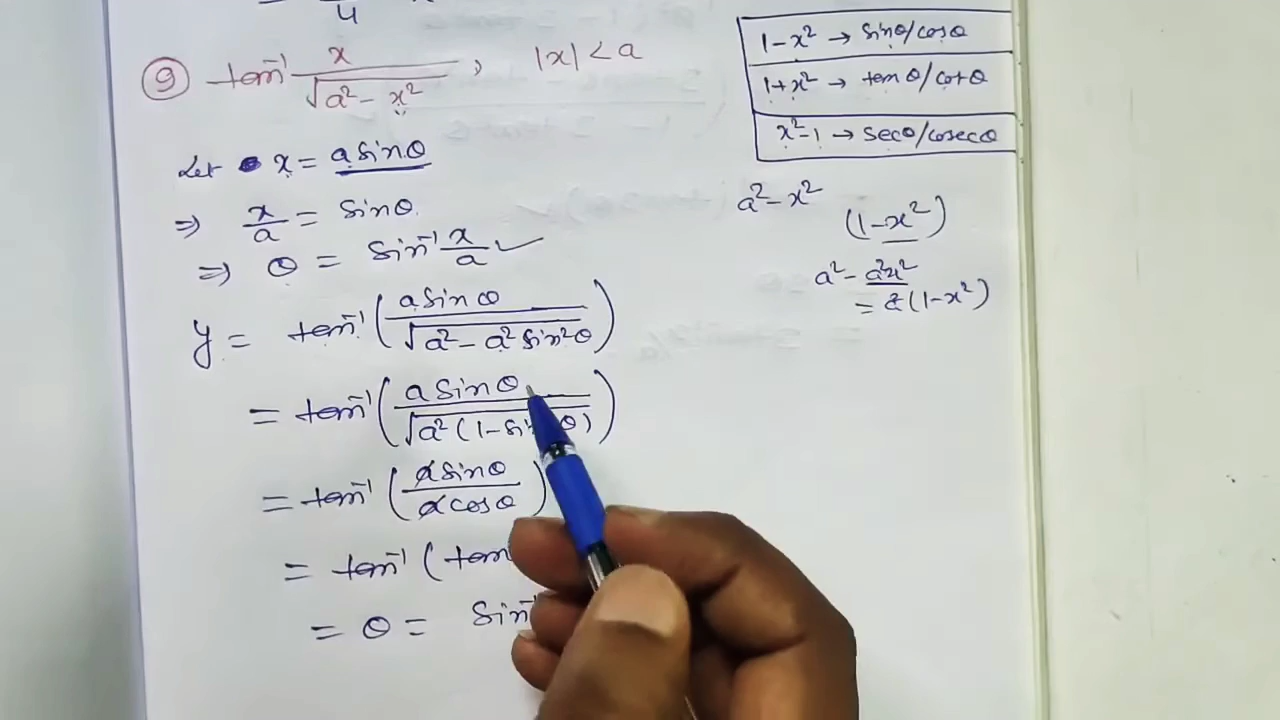 4
9 tan⁻¹ x / √(a² - x²), |x| < a
Let x = a sinθ
⇒ x/a = sinθ.
⇒ θ = sin⁻¹ x/a ✓
y = tan⁻¹ ( a sinθ / √(a² - a² sin²θ) )
= tan⁻¹ ( a sinθ / √(a² (1 - si θ) )
= tan⁻¹ ( a sinθ / a cosθ )
= tan⁻¹ ( tan
= θ = sin⁻¹
1 - x² → sinθ/cosθ
1 + x² → tanθ/cotθ
x² - 1 → secθ/cosecθ
a² - x²
(1 - x²)
a² - a²x²
= a(1 - x²)